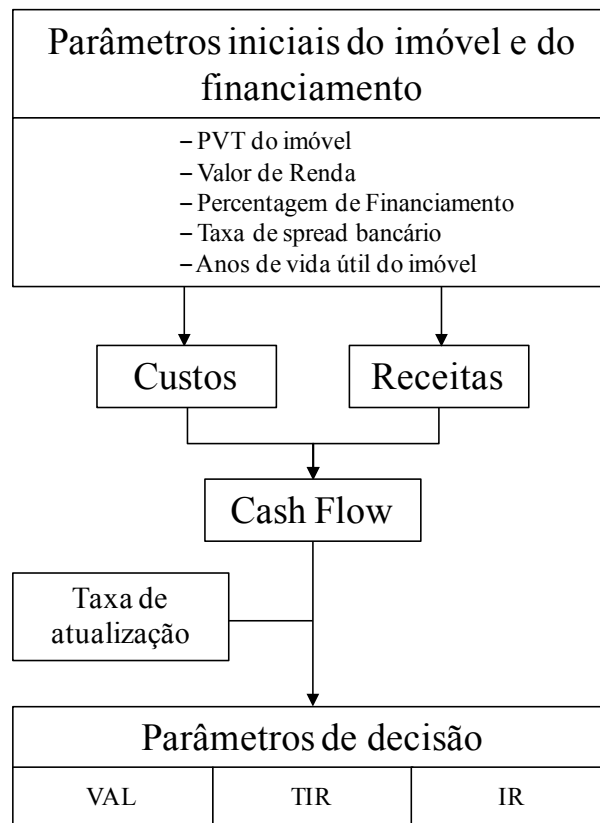 Parâmetros iniciais do imóvel e do
financiamento
– PVT do imóvel
– Valor de Renda
– Percentagem de Financiamento
– Taxa de spread bancário
– Anos de vida útil do imóvel
Custos
Receitas
Cash Flow
Taxa de
atualização
Parâmetros de decisão
VAL
TIR
IR